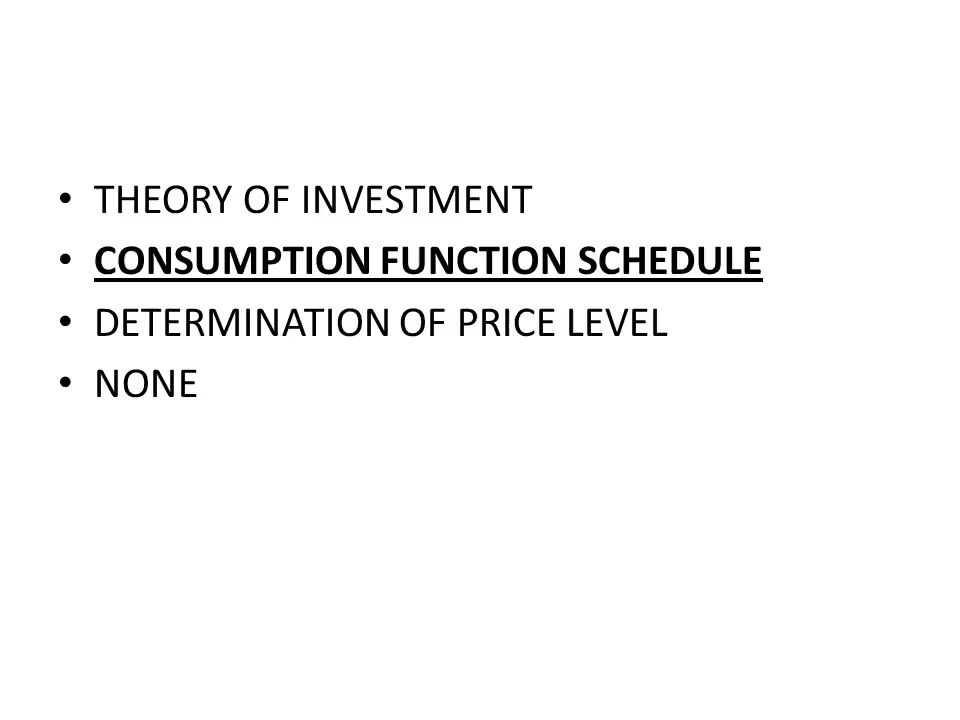 • THEORY OF INVESTMENT
• CONSUMPTION FUNCTION SCHEDULE
• DETERMINATION OF PRICE LEVEL
• NONE